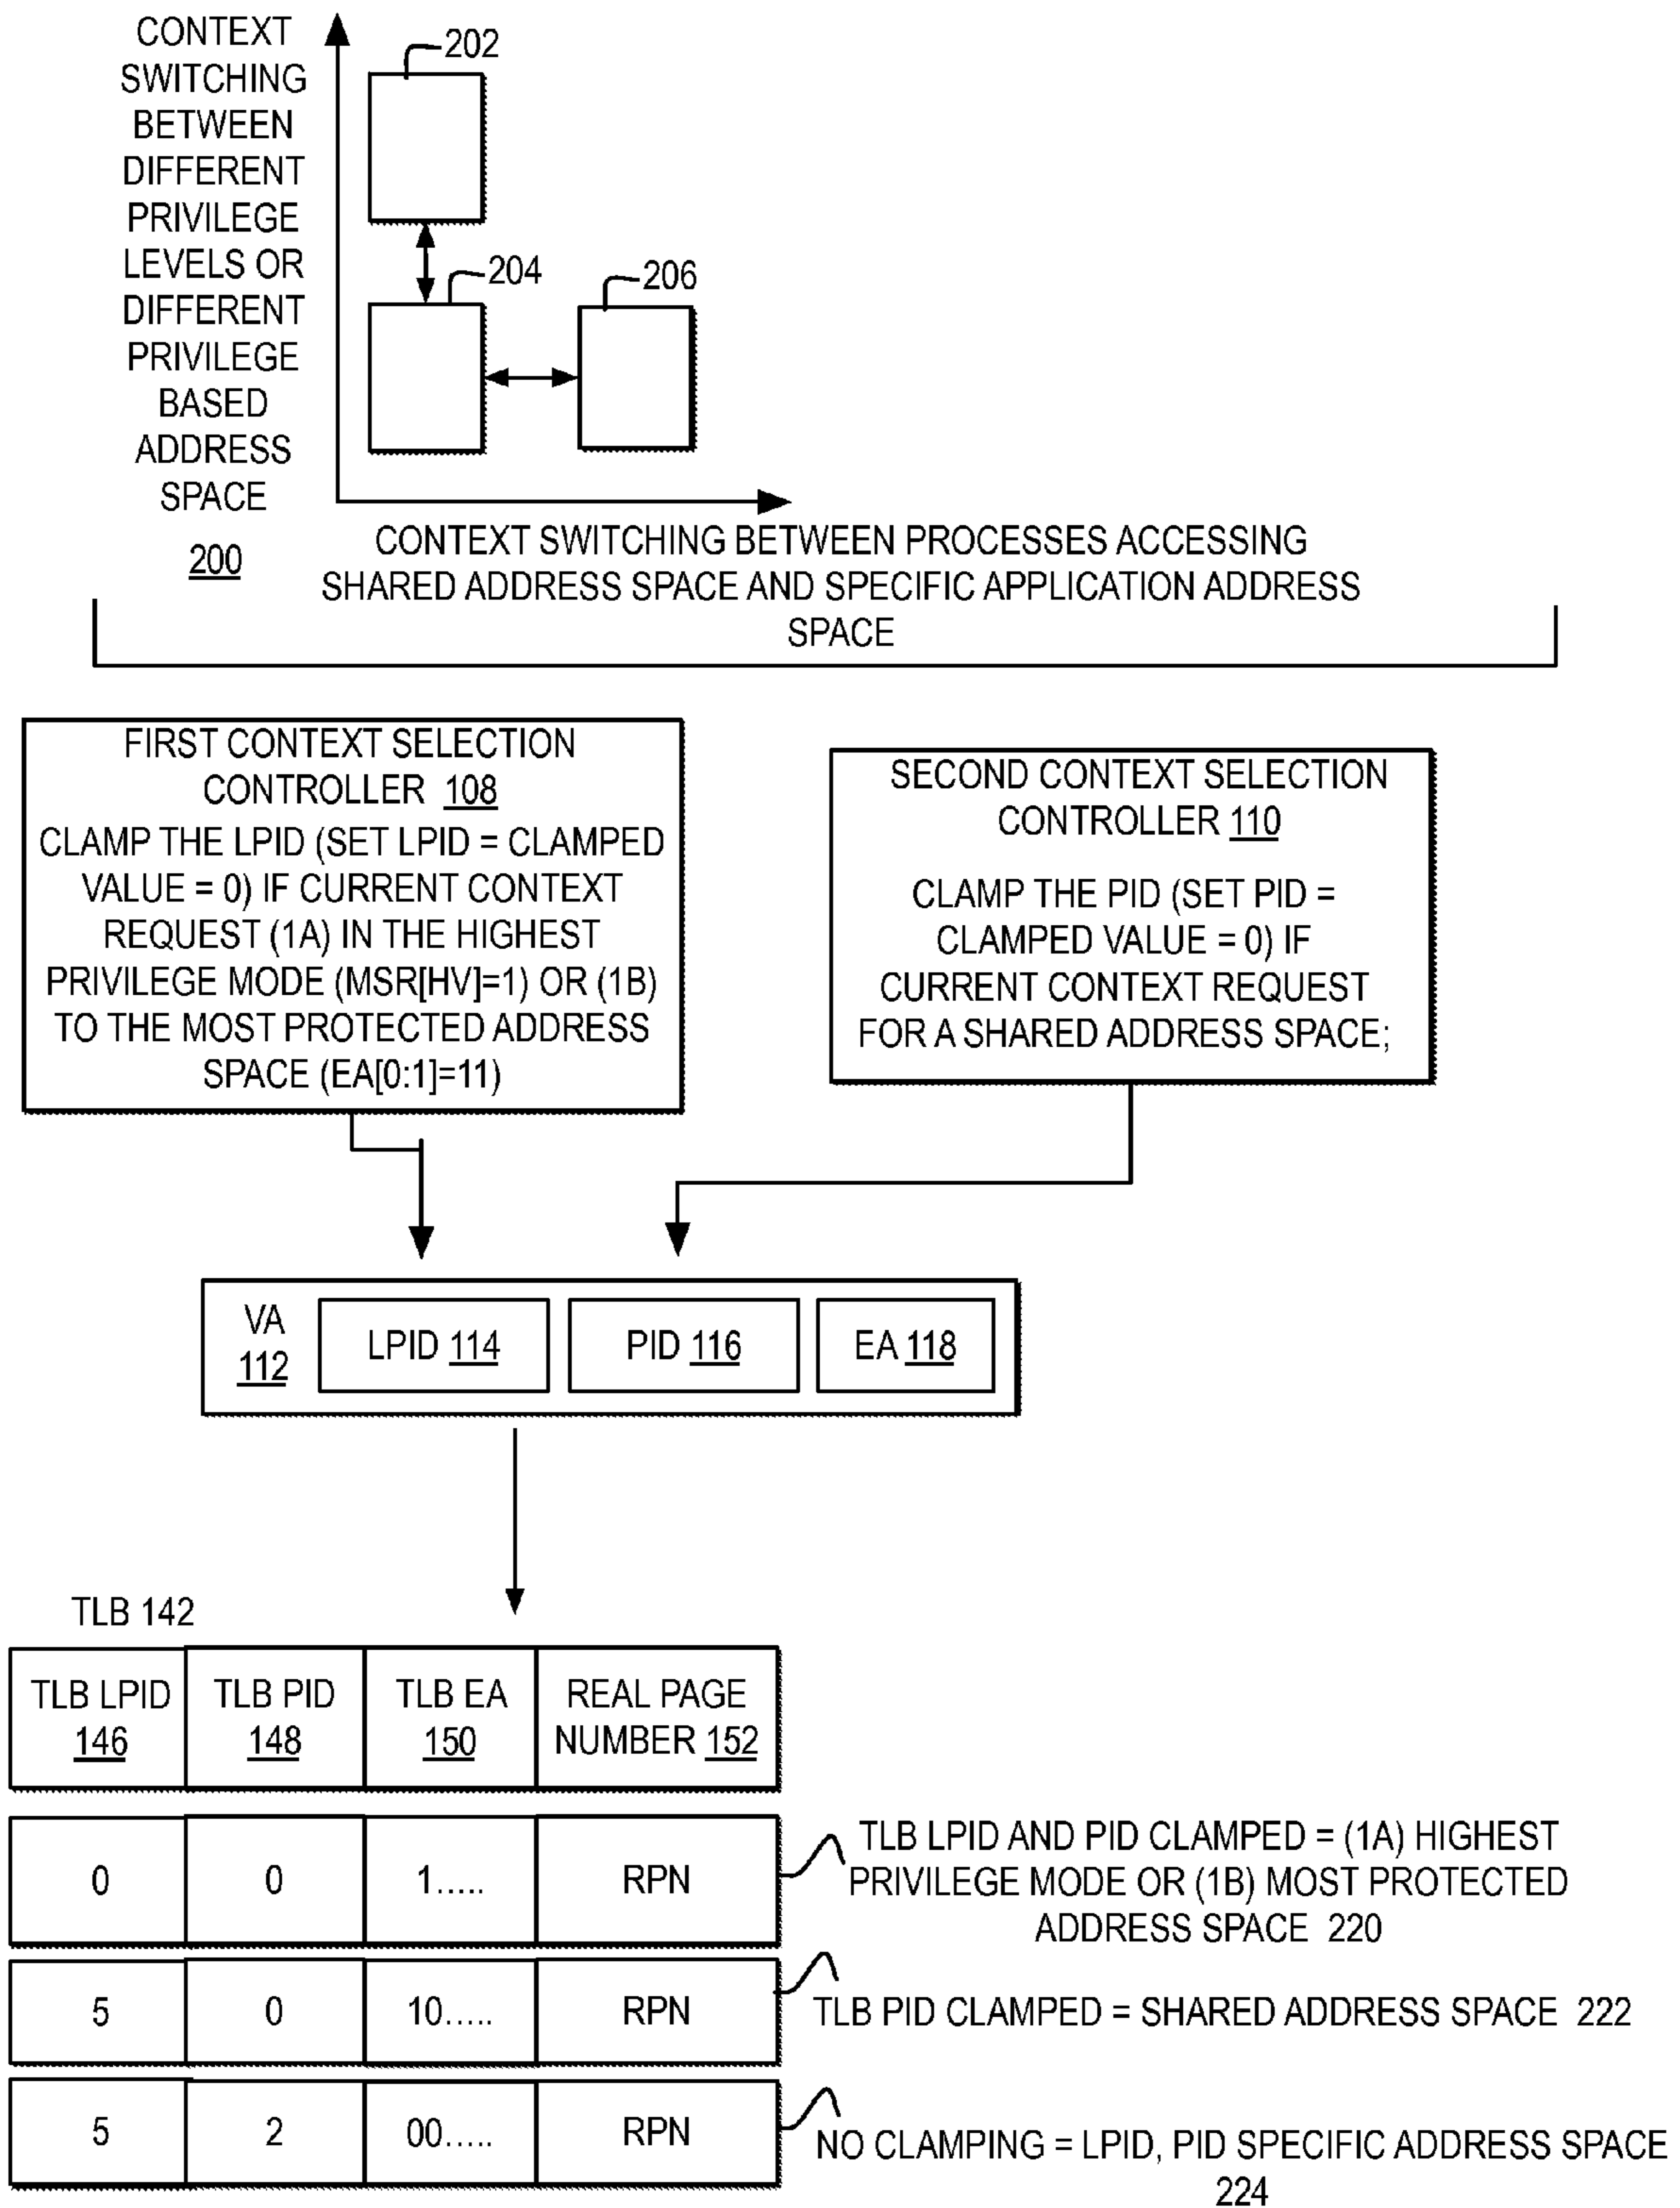 CONTEXT
SWITCHING
BETWEEN
DIFFERENT
PRIVILEGE
LEVELS OR
DIFFERENT
PRIVILEGE
BASED
ADDRESS
SPACE
200
202
204
206
CONTEXT SWITCHING BETWEEN PROCESSES ACCESSING
SHARED ADDRESS SPACE AND SPECIFIC APPLICATION ADDRESS
SPACE
FIRST CONTEXT SELECTION
CONTROLLER 108
CLAMP THE LPID (SET LPID = CLAMPED
VALUE = 0) IF CURRENT CONTEXT
REQUEST (1A) IN THE HIGHEST
PRIVILEGE MODE (MSR[HV]=1) OR (1B)
TO THE MOST PROTECTED ADDRESS
SPACE (EA[0:1]=11)
SECOND CONTEXT SELECTION
CONTROLLER 110
CLAMP THE PID (SET PID =
CLAMPED VALUE = 0) IF
CURRENT CONTEXT REQUEST
FOR A SHARED ADDRESS SPACE;
VA
112
LPID 114
PID 116
EA 118
TLB 142
TLB LPID
146
TLB PID
148
TLB EA
150
REAL PAGE
NUMBER 152
0
0
1.....
RPN
TLB LPID AND PID CLAMPED = (1A) HIGHEST
PRIVILEGE MODE OR (1B) MOST PROTECTED
ADDRESS SPACE 220
5
0
10.....
RPN
TLB PID CLAMPED = SHARED ADDRESS SPACE 222
5
2
00.....
RPN
NO CLAMPING = LPID, PID SPECIFIC ADDRESS SPACE
224